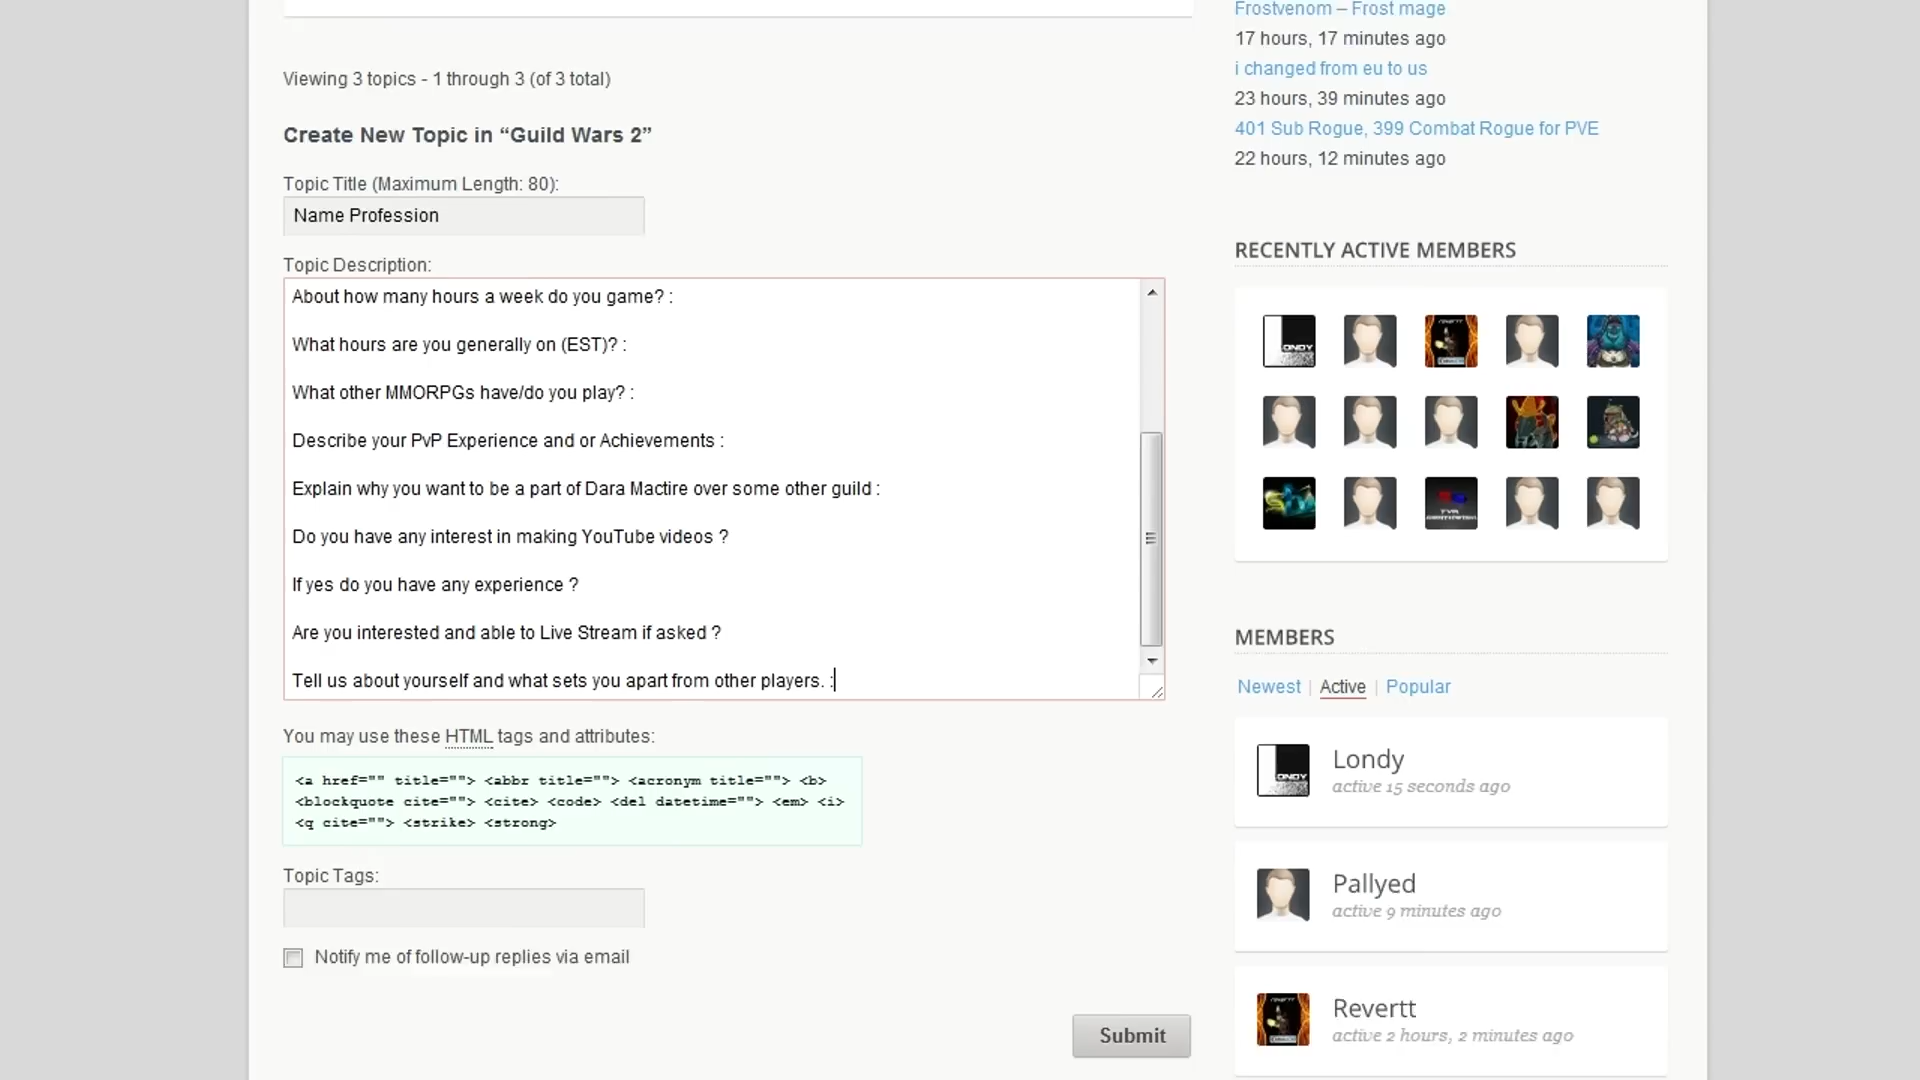 Viewing 3 topics - 1 through 3 (of 3 total)
Create New Topic in “Guild Wars 2”
Topic Title (Maximum Length: 80):
Name Profession
Topic Description:
About how many hours a week do you game? :
What hours are you generally on (EST)? :
What other MMORPGs have/do you play? :
Describe your PvP Experience and or Achievements :
Explain why you want to be a part of Dara Mactire over some other guild :
Do you have any interest in making YouTube videos ?
If yes do you have any experience ?
Are you interested and able to Live Stream if asked ?
Tell us about yourself and what sets you apart from other players. :
You may use these HTML tags and attributes:
<a href="" title=""> <abbr title=""> <acronym title=""> <b>
<blockquote cite=""> <cite> <code> <del datetime=""> <em> <i>
<q cite=""> <strike> <strong>
Topic Tags:
Notify me of follow-up replies via email
Submit
Frostvenom – Frost mage
17 hours, 17 minutes ago
i changed from eu to us
23 hours, 39 minutes ago
401 Sub Rogue, 399 Combat Rogue for PVE
22 hours, 12 minutes ago
RECENTLY ACTIVE MEMBERS
MEMBERS
Newest | Active | Popular
Londy
active 15 seconds ago
Pallyed
active 9 minutes ago
Revertt
active 2 hours, 2 minutes ago